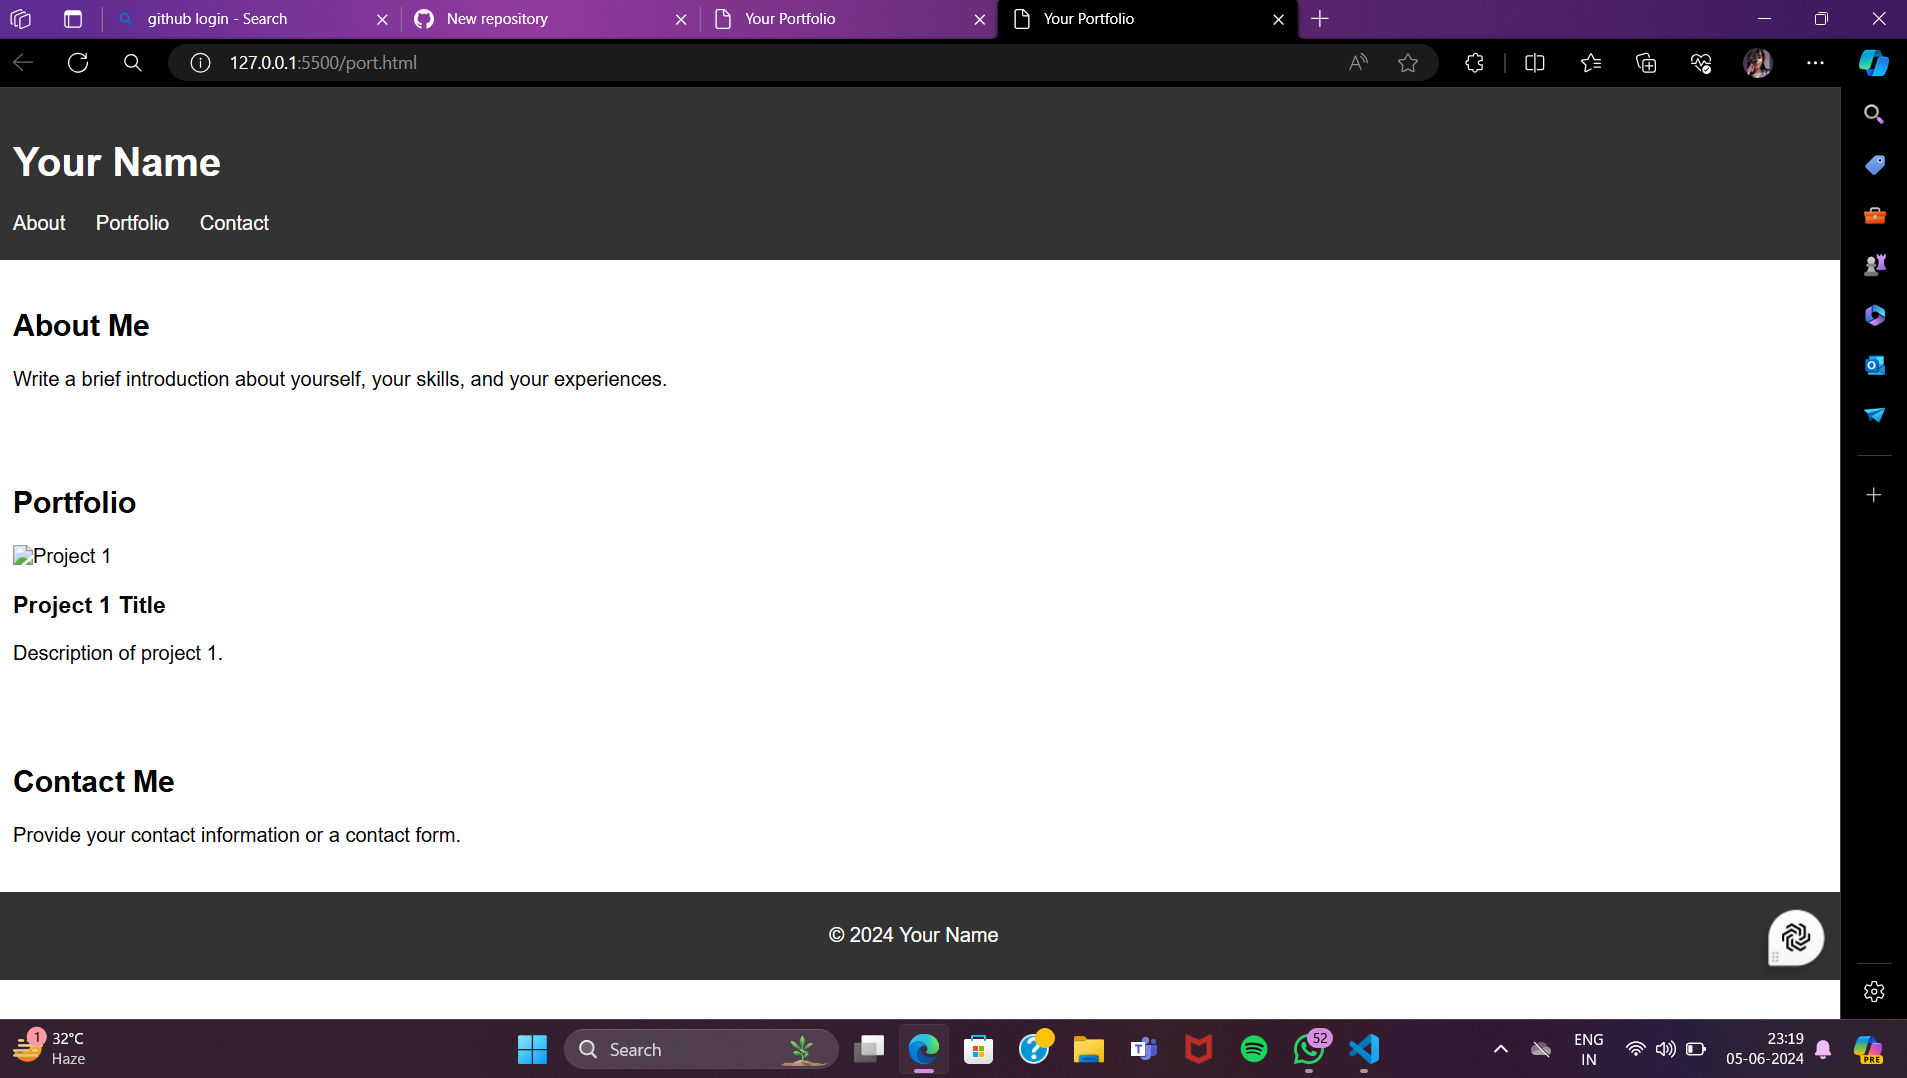 github login - Search
New repository
Your Portfolio
Your Portfolio
127.0.0.1:5500/port.html
Your Name
About Portfolio Contact
About Me
Write a brief introduction about yourself, your skills, and your experiences.
Portfolio
Project 1
Project 1 Title
Description of project 1.
Contact Me
Provide your contact information or a contact form.
© 2024 Your Name
1
32°C
Haze
Search
52
ENG
IN
23:19
05-06-2024
PRE